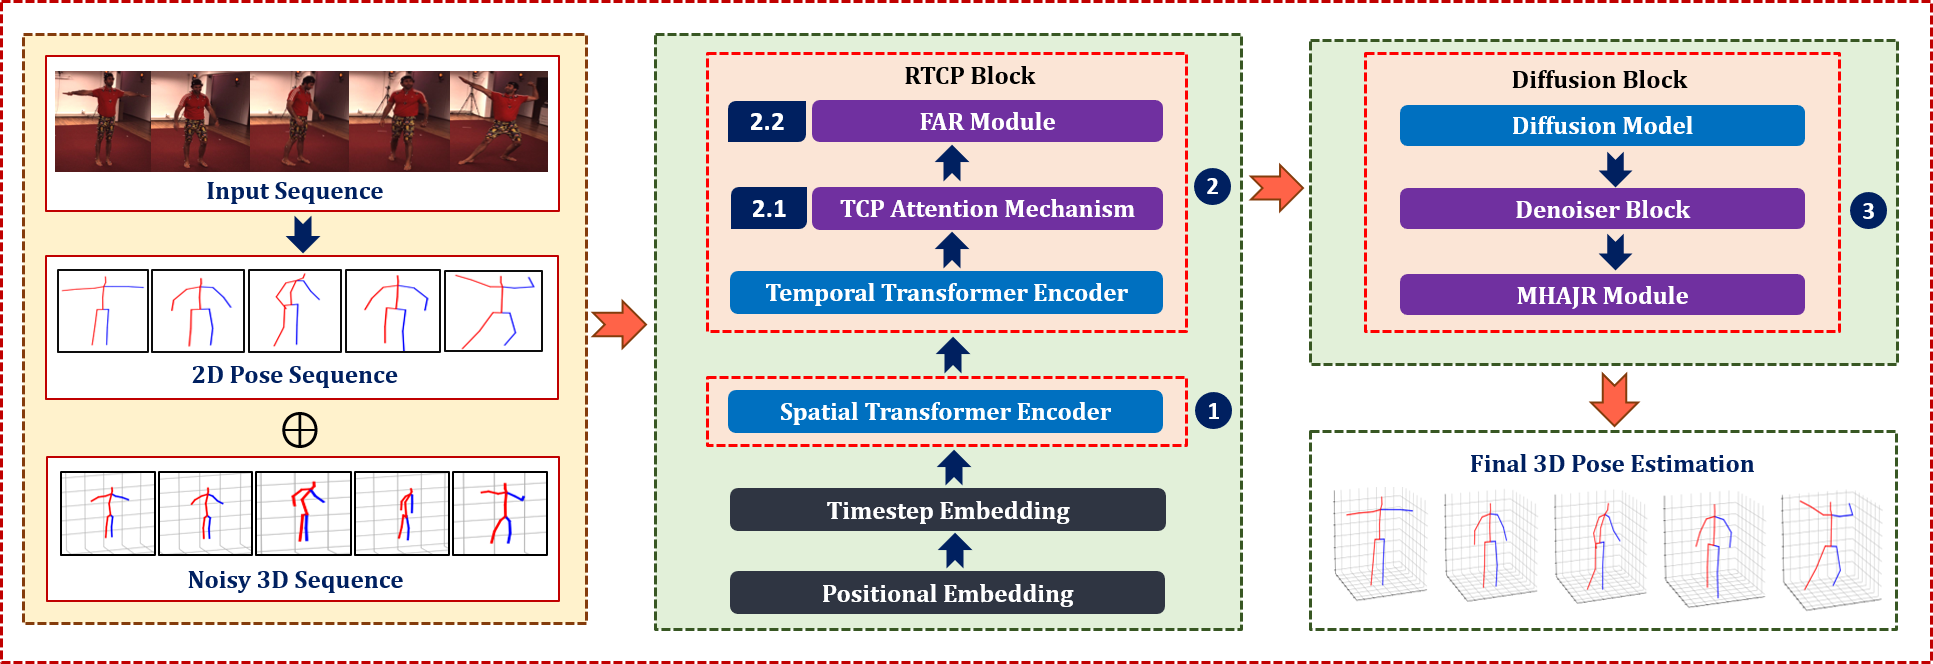 Input Sequence
2D Pose Sequence
Noisy 3D Sequence
RTCP Block
2.2
FAR Module
2.1
TCP Attention Mechanism
Temporal Transformer Encoder
2
Spatial Transformer Encoder
1
Timestep Embedding
Positional Embedding
Diffusion Block
Diffusion Model
Denoiser Block
3
MHAJR Module
Final 3D Pose Estimation